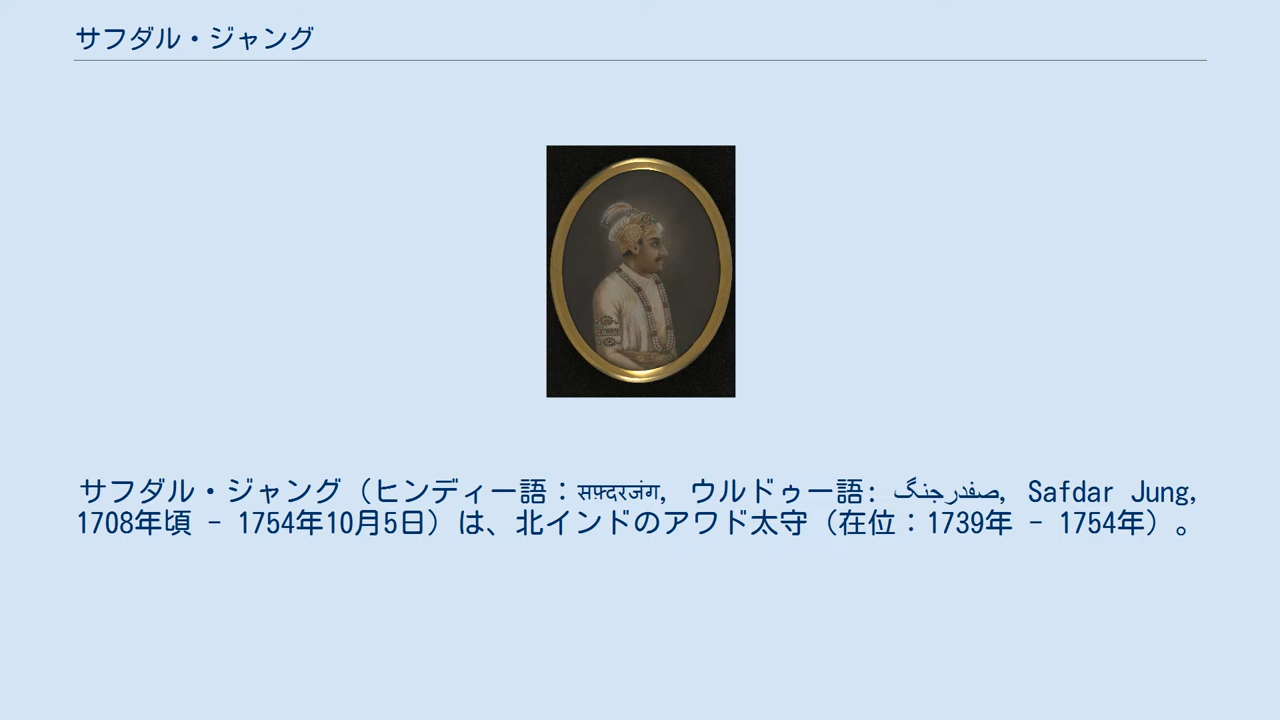 サフダル・ジャング
サフダル・ジャング（ヒンディー語：सफ़्दरजंग, ウルドゥー語: صفدرجنگ, Safdar Jung,
1708年頃 - 1754年10月5日）は、北インドのアワド太守（在位：1739年 - 1754年）。